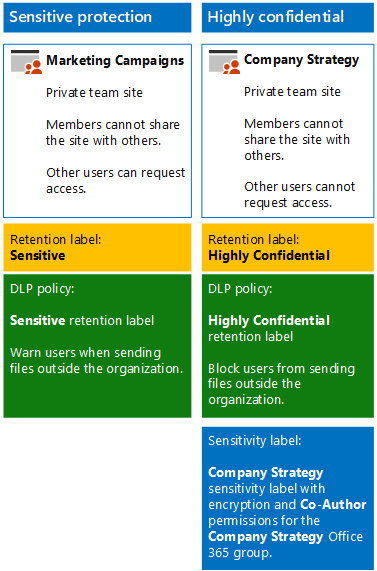 Sensitive protection
Marketing Campaigns
Private team site
Members cannot share
the site with others.
Other users can request
access.
Retention label:
Sensitive
DLP policy:
Sensitive retention label
Warn users when sending
files outside the organization.
Highly confidential
Company Strategy
Private team site
Members cannot
share the site with
others.
Other users cannot
request access.
Retention label:
Highly Confidential
DLP policy:
Highly Confidential
retention label
Block users from sending
files outside the
organization.
Sensitivity label:
Company Strategy
sensitivity label with
encryption and Co-Author
permissions for the
Company Strategy Office
365 group.